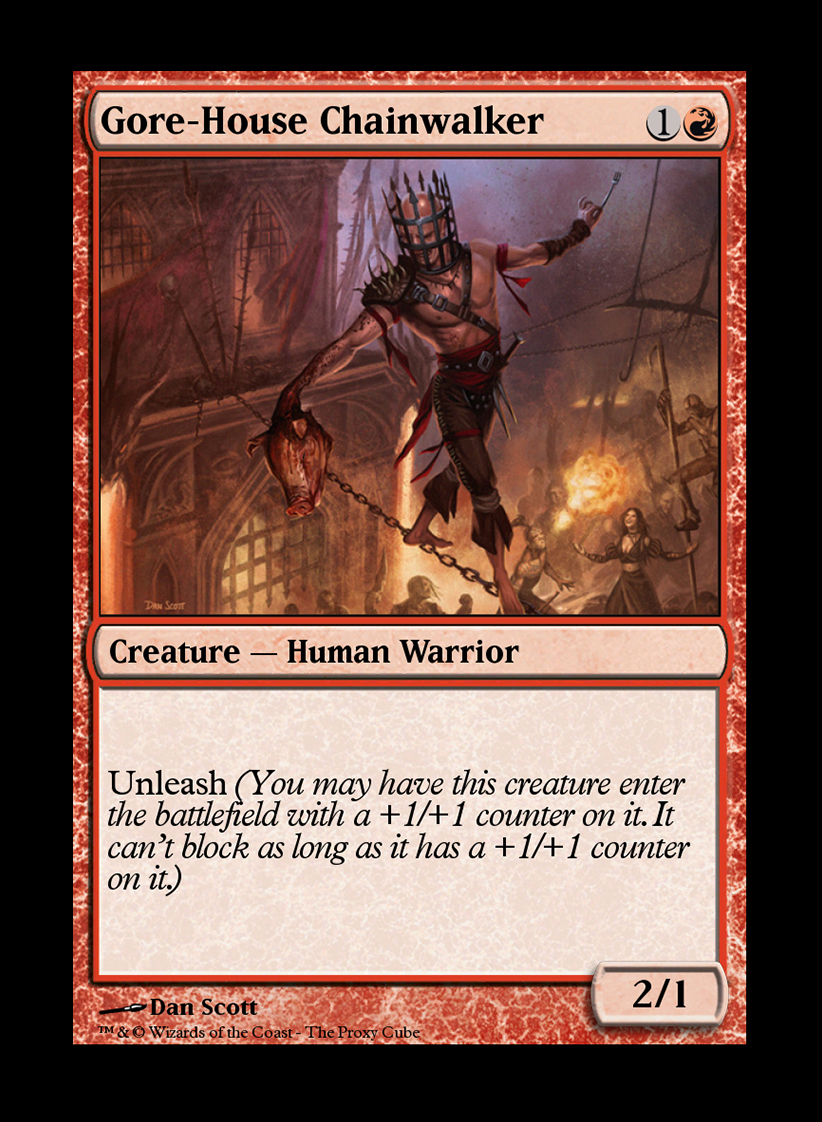 Gore-House Chainwalker 1
DAN SCOTT
Creature — Human Warrior
Unleash (You may have this creature enter
the battlefield with a +1/+1 counter on it. It
can't block as long as it has a +1/+1 counter
on it.)
2/1
Dan Scott
™ & © Wizards of the Coast - The Proxy Cube